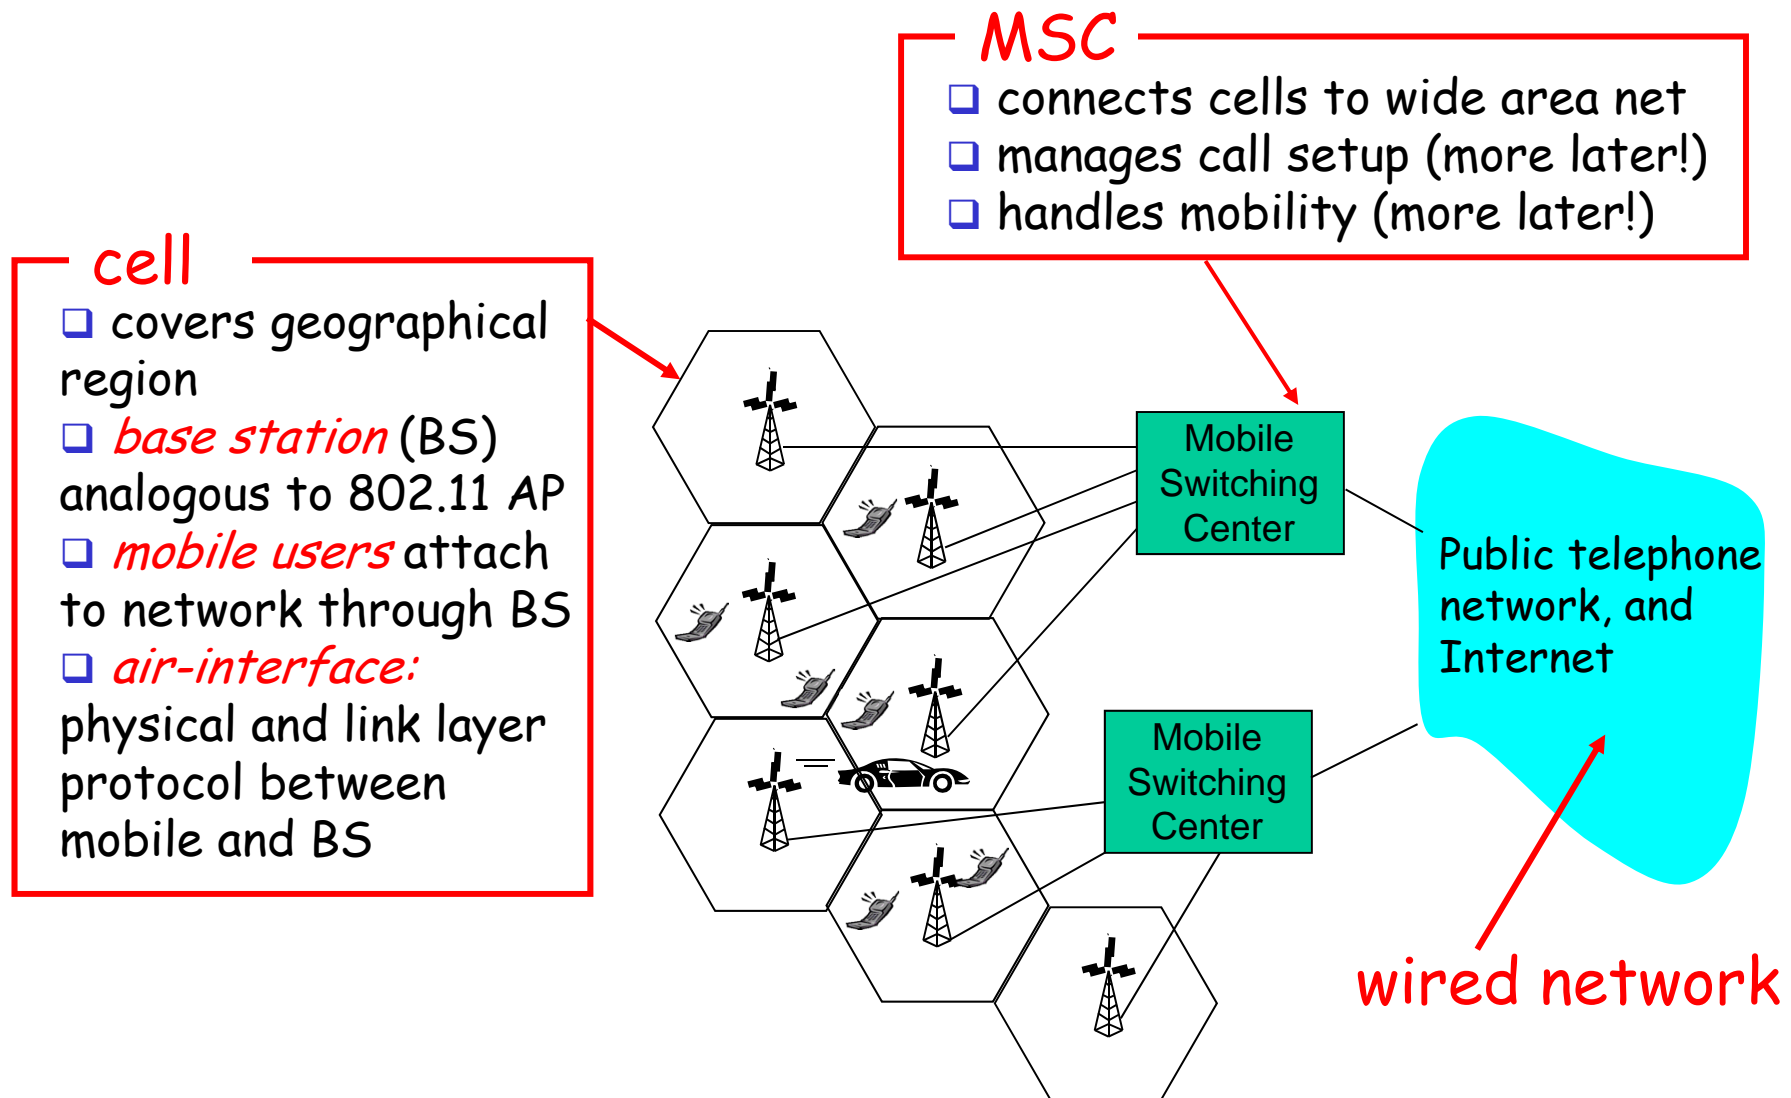 MSC
❑ connects cells to wide area net
❑ manages call setup (more later!)
❑ handles mobility (more later!)
cell
❑ covers geographical
region
❑ base station (BS)
analogous to 802.11 AP
❑ mobile users attach
to network through BS
❑ air-interface:
physical and link layer
protocol between
mobile and BS
Mobile
Switching
Center
Public telephone
network, and
Internet
Mobile
Switching
Center
wired network